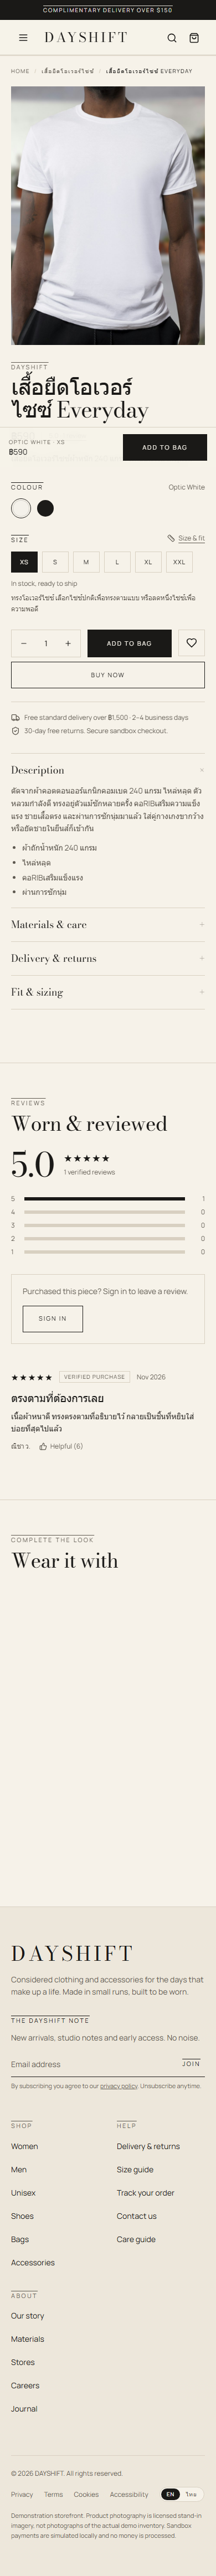 COMPLIMENTARY DELIVERY OVER $150
DAYSHIFT
HOME / เสื้อยืดโอเวอร์ไซซ์ / เสื้อยืดโอเวอร์ไซซ์ EVERYDAY
DAYSHIFT
เสื้อยืดโอเวอร์
ไซซ์ Everyday
OPTIC WHITE · XS
฿590
ADD TO BAG
COLOUR
Optic White
SIZE
Size & fit
XS
S
M
L
XL
XXL
In stock, ready to ship
ทรงโอเวอร์ไซซ์ เลือกไซซ์ปกติเพื่อทรงตามแบบ หรือลดหนึ่งไซซ์เพื่อ
ความพอดี
− 1 +
ADD TO BAG
BUY NOW
Free standard delivery over ฿1,500 · 2–4 business days
30-day free returns. Secure sandbox checkout.
Description
ตัดจากผ้าคอตตอนออร์แกนิกคอมแบต 240 แกรม ไหล่หลุด ตัว
หลวมกำลังดี ทรงอยู่ตัวแม้ซักหลายครั้ง คอRIBเสริมความแข็ง
แรง ชายเสื้อตรง และผ่านการซักนุ่มมาแล้ว ใส่คู่กางเกงขากว้าง
หรือยัดชายในยีนส์ก็เข้ากัน
• ผ้าถักน้ำหนัก 240 แกรม
• ไหล่หลุด
• คอRIBเสริมแข็งแรง
• ผ่านการซักนุ่ม
Materials & care
Delivery & returns
Fit & sizing
REVIEWS
Worn & reviewed
5.0 ★★★★★
1 verified reviews
5 1
4 0
3 0
2 0
1 0
Purchased this piece? Sign in to leave a review.
SIGN IN
★★★★★ VERIFIED PURCHASE Nov 2026
ตรงตามที่ต้องการเลย
เนื้อผ้าหนาดี ทรงตรงตามที่อธิบายไว้ กลายเป็นชิ้นที่หยิบใส่
บ่อยที่สุดไปแล้ว
ณิชา ว. Helpful (6)
COMPLETE THE LOOK
Wear it with
DAYSHIFT
Considered clothing and accessories for the days that
make up a life. Made in small runs, built to be worn.
THE DAYSHIFT NOTE
New arrivals, studio notes and early access. No noise.
Email address
JOIN
By subscribing you agree to our privacy policy. Unsubscribe anytime.
SHOP
Women
Men
Unisex
Shoes
Bags
Accessories
HELP
Delivery & returns
Size guide
Track your order
Contact us
Care guide
ABOUT
Our story
Materials
Stores
Careers
Journal
© 2026 DAYSHIFT. All rights reserved.
Privacy Terms Cookies Accessibility EN ไทย
Demonstration storefront. Product photography is licensed stand-in
imagery, not photographs of the actual demo inventory. Sandbox
payments are simulated locally and no money is processed.